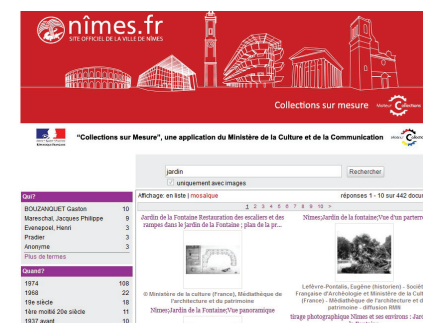 nîmes.fr
SITE OFFICIEL DE LA VILLE DE NÎMES
Collections sur mesure Moteur Collections
"Collections sur Mesure", une application du Ministère de la Culture et de la Communication
jardin
Rechercher
uniquement avec images
Affichage: en liste | mosaïque
réponses 1 - 10 sur 442 docum
1 2 3 4 5 6 7 8 9 10 >
Qui?
BOUZANQUET Gaston 10
Mareschal, Jacques Philippe 9
Evenepoel, Henri 3
Pradier 3
Anonyme 3
Plus de termes
Quand?
1974 108
1968 22
19e siècle 18
1ère moitié 20e siècle 11
1937 avant 10
Jardin de la Fontaine Restauration des escaliers et des
rampes dans le jardin de la Fontaine ; plan de la pr...
© Ministère de la culture (France), Médiathèque de
l'architecture et du patrimoine
Nîmes;Jardin de la Fontaine;Vue panoramique
Nîmes;Jardin de la fontaine;Vue d'un parterre
Lefèvre-Pontalis, Eugène (historien) - Sociét
Française d'Archéologie et Ministère de la Cult
(France) - Médiathèque de l'architecture et d
patrimoine - diffusion RMN
tirage photographique Nîmes et ses environs : Jard